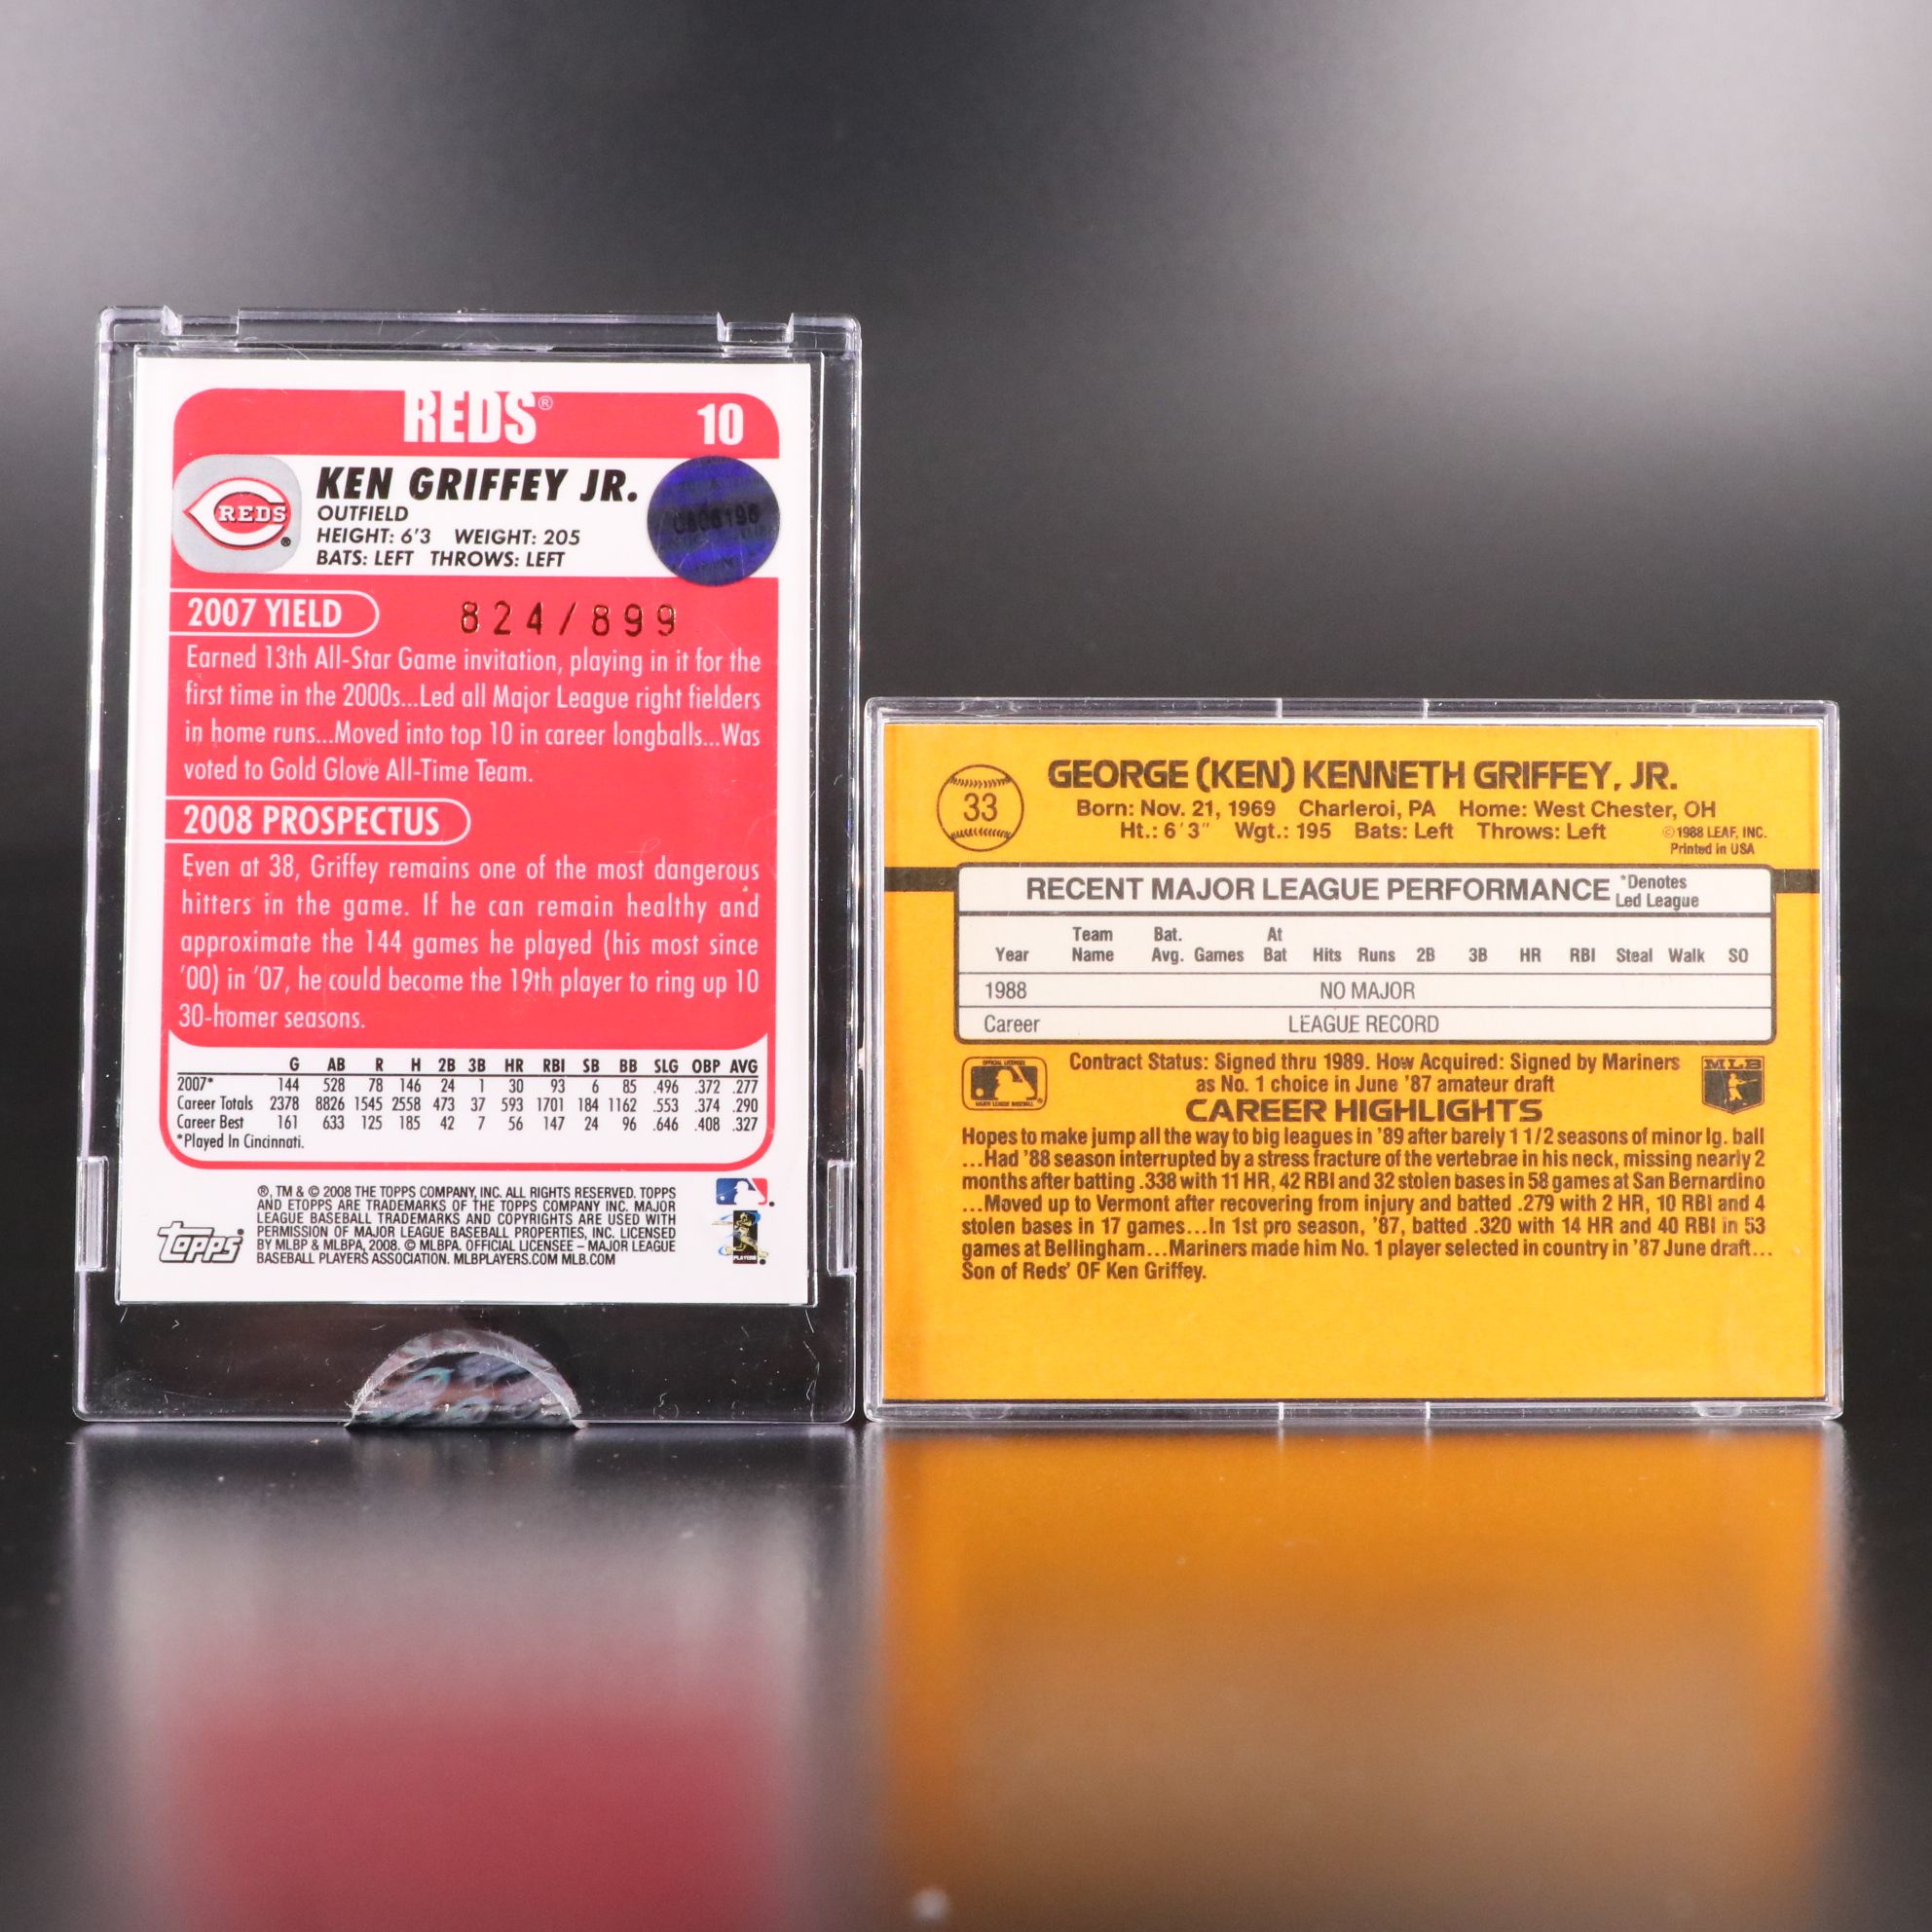 REDS®
10
REDS
KEN GRIFFEY JR.
OUTFIELD
HEIGHT: 6'3 WEIGHT: 205
BATS: LEFT THROWS: LEFT
2007 YIELD
824/899
Earned 13th All-Star Game invitation, playing in it for the
first time in the 2000s...Led all Major League right fielders
in home runs...Moved into top 10 in career longballs...Was
voted to Gold Glove All-Time Team.
2008 PROSPECTUS
Even at 38, Griffey remains one of the most dangerous
hitters in the game. If he can remain healthy and
approximate the 144 games he played (his most since
'00) in '07, he could become the 19th player to ring up 10
30-homer seasons.
G AB R H 2B 3B HR RBI SB BB SLG OBP AVG
2007* 144 528 78 146 24 1 30 93 6 85 .496 .372 .277
Career Totals 2378 8826 1545 2558 473 37 593 1701 184 1162 .553 .374 .290
Career Best 161 633 125 185 42 7 56 147 24 96 .646 .408 .327
*Played In Cincinnati.
®, TM & © 2008 THE TOPPS COMPANY, INC. ALL RIGHTS RESERVED. TOPPS
AND ETOPPS ARE TRADEMARKS OF THE TOPPS COMPANY INC. MAJOR
LEAGUE BASEBALL TRADEMARKS AND COPYRIGHTS ARE USED WITH
PERMISSION OF MAJOR LEAGUE BASEBALL PROPERTIES, INC. LICENSED
BY MLBP & MLBPA, 2008. © MLBPA. OFFICIAL LICENSEE – MAJOR LEAGUE
BASEBALL PLAYERS ASSOCIATION. MLBPLAYERS.COM MLB.COM
Topps
PLAYERS
33
GEORGE (KEN) KENNETH GRIFFEY, JR.
Born: Nov. 21, 1969 Charleroi, PA Home: West Chester, OH
Ht.: 6'3" Wgt.: 195 Bats: Left Throws: Left
©1988 LEAF, INC.
Printed in USA
RECENT MAJOR LEAGUE PERFORMANCE
*Denotes
Led League
Year Team Name Bat. Avg. Games At Bat Hits Runs 2B 3B HR RBI Steal Walk SO
1988 NO MAJOR
Career LEAGUE RECORD
Contract Status: Signed thru 1989. How Acquired: Signed by Mariners
as No. 1 choice in June '87 amateur draft
MLB
CAREER HIGHLIGHTS
Hopes to make jump all the way to big leagues in '89 after barely 1 1/2 seasons of minor lg. ball
...Had '88 season interrupted by a stress fracture of the vertebrae in his neck, missing nearly 2
months after batting .338 with 11 HR, 42 RBI and 32 stolen bases in 58 games at San Bernardino
...Moved up to Vermont after recovering from injury and batted .279 with 2 HR, 10 RBI and 4
stolen bases in 17 games...In 1st pro season, '87, batted .320 with 14 HR and 40 RBI in 53
games at Bellingham...Mariners made him No. 1 player selected in country in '87 June draft...
Son of Reds' OF Ken Griffey.